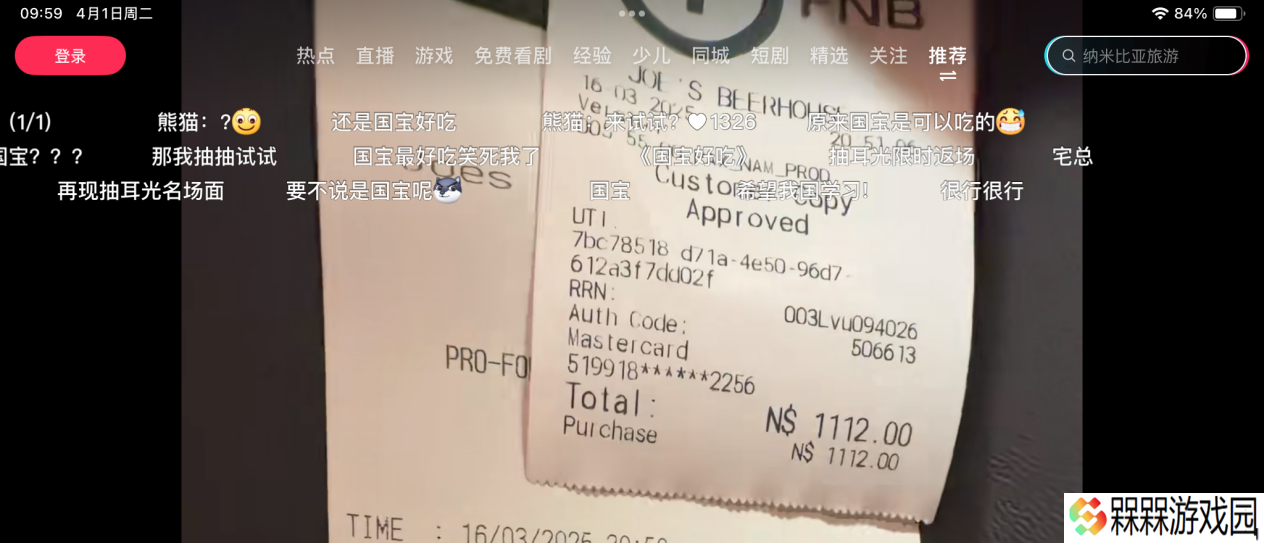 09:59 4月1日周二
84%
登录
热点 直播 游戏 免费看剧 经验 少儿 同城 短剧 精选 关注 推荐
纳米比亚旅游
(1/1) 熊猫：? 还是国宝好吃 熊猫：来试试? 1326 原来国宝是可以吃的
国宝？？？ 那我抽抽试试 国宝最好吃笑死我了 《国宝好吃》 抽耳光限时返场 宅总
再现抽耳光名场面 要不说是国宝呢 国宝 希望我国学习！ 很行很行
FNB
JOE'S BEERHOUSE
16 03 2025
NAM_PROD
Customer Copy
Approved
UTI:
7bc78518 d71a-4e50-96d7-
612a3f7dd02f
RRN: 003Lvu094026
Auth Code: 506613
Mastercard
519918******2256
Total: N$ 1112.00
Purchase N$ 1112.00
PRO-FO
TIME : 16/03/2025
槑槑游戏园